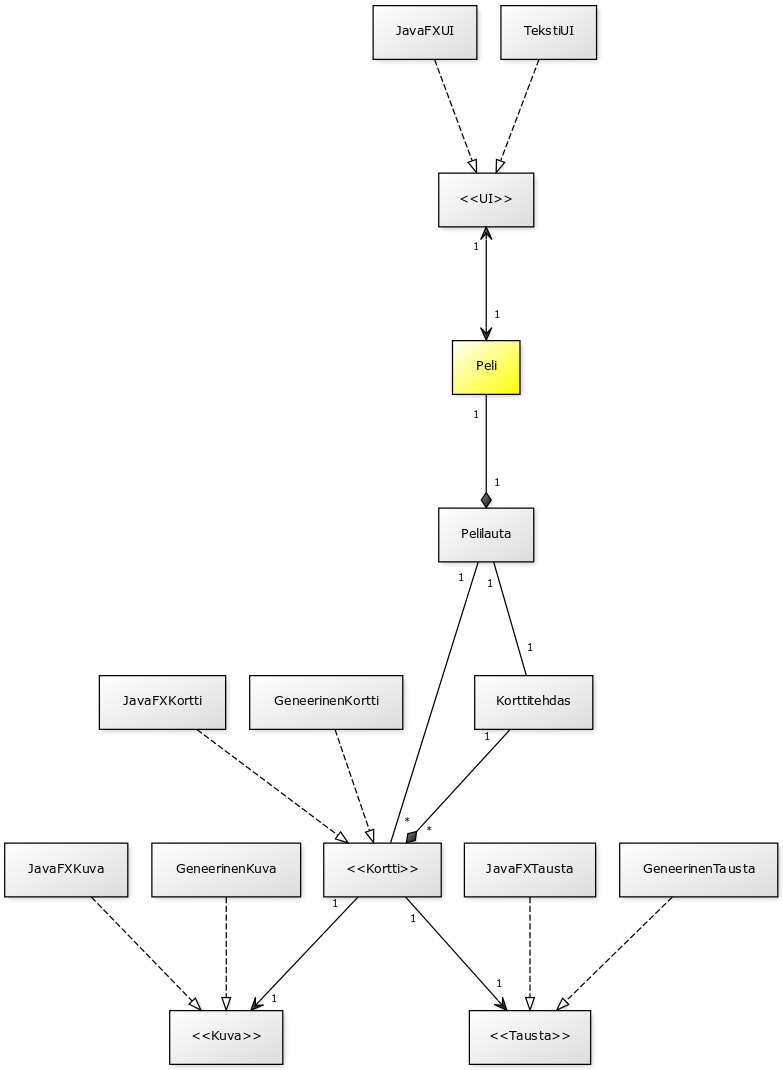 JavaFXUI
TekstiUI
<<UI>>
1
1
Peli
1
1
Pelilauta
1
1
1
JavaFXKortti
GeneerinenKortti
Korttitehdas
1
*
*
JavaFXKuva
GeneerinenKuva
<<Kortti>>
JavaFXTausta
GeneerinenTausta
1
1
1
1
<<Kuva>>
<<Tausta>>